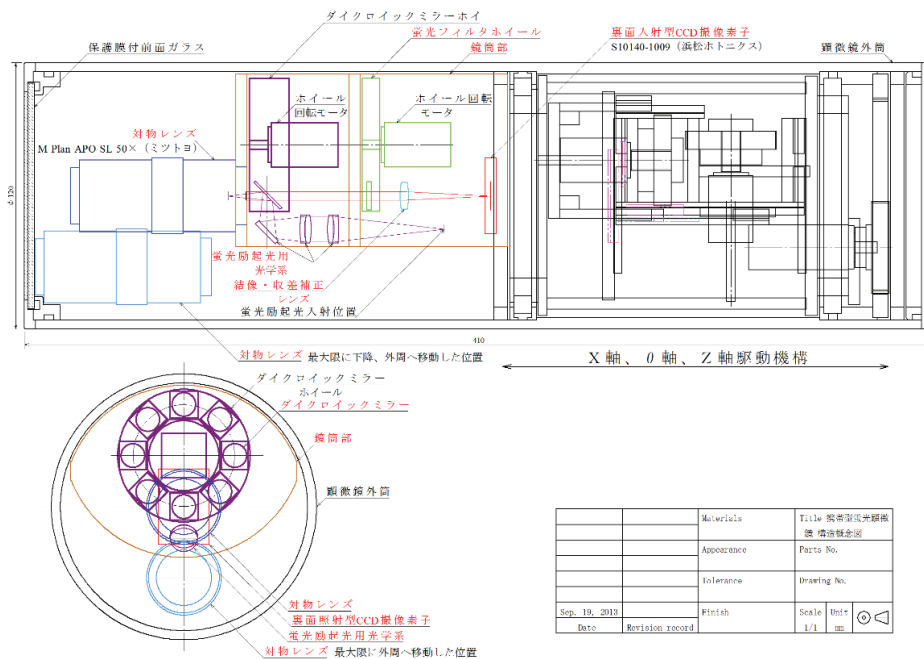 ダイクロイックミラーホイ
蛍光フィルタホイール
鏡筒部
裏面入射型CCD撮像素子
S10140-1009（浜松ホトニクス）
保護膜付前面ガラス
顕微鏡外筒
ホイール
回転モータ
ホイール回転
モータ
対物レンズ
M Plan APO SL 50×（ミツトヨ）
φ120
蛍光励起光用
光学系
結像・収差補正
レンズ
蛍光励起光入射位置
410
対物レンズ 最大限に下降、外周へ移動した位置
X軸、θ軸、Z軸駆動機構
ダイクロイックミラー
ホイール
ダイクロイックミラー
鏡筒部
顕微鏡外筒
対物レンズ
裏面照射型CCD撮像素子
蛍光励起光用光学系
対物レンズ 最大限に外周へ移動した位置
Materials
Title 携帯型蛍光顕微
鏡 構造概念図
Appearance
Parts No.
Tolerance
Drawing No.
Sep. 19, 2013
Finish
Scale
Unit
Date
Revision record
1/1
mm